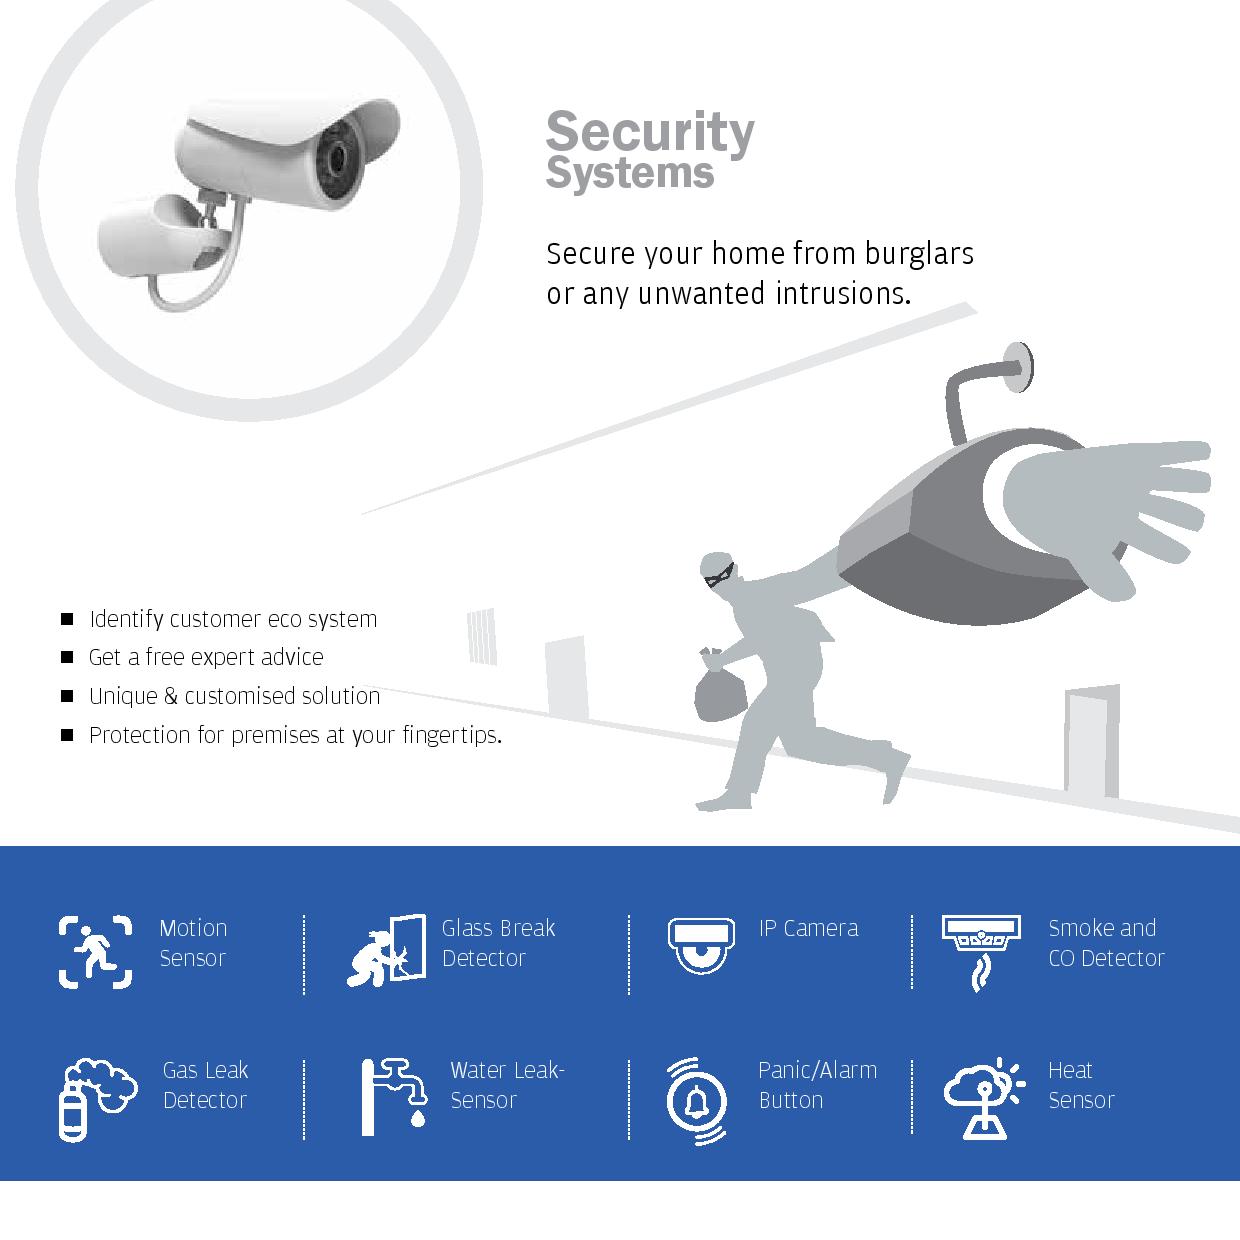 Security
Systems
Secure your home from burglars
or any unwanted intrusions.
Identify customer eco system
Get a free expert advice
Unique & customised solution
Protection for premises at your fingertips.
Motion
Sensor
Glass Break
Detector
IP Camera
Smoke and
CO Detector
Gas Leak
Detector
Water Leak-
Sensor
Panic/Alarm
Button
Heat
Sensor